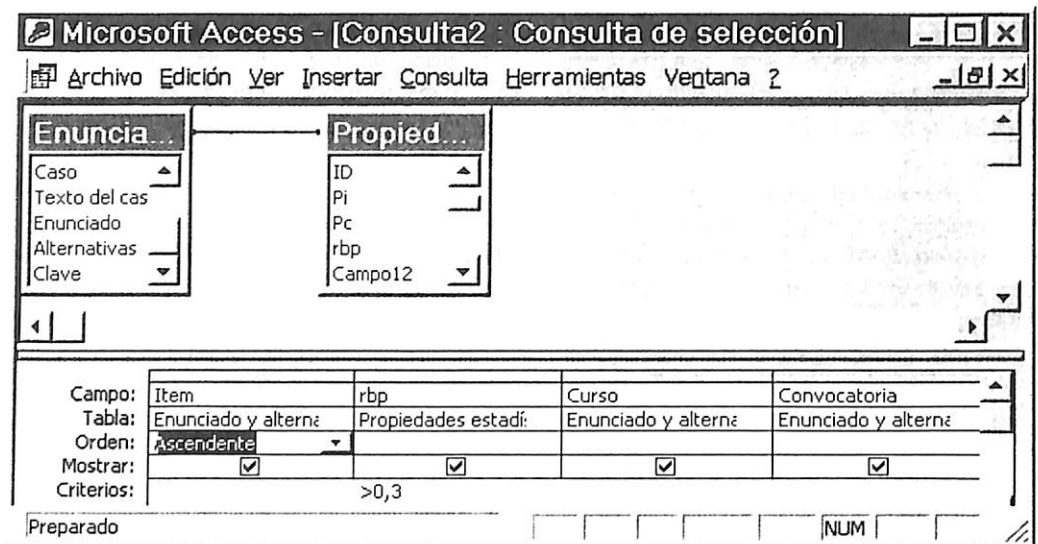 Microsoft Access - [Consulta2 : Consulta de selección]
Archivo Edición Ver Insertar Consulta Herramientas Ventana ?
Enuncia... Propied...
Caso ID
Texto del cas Pi
Enunciado Pc
Alternativas rbp
Clave Campo12
Campo: Item rbp Curso Convocatoria
Tabla: Enunciado y alterna Propiedades estadí: Enunciado y alterna Enunciado y alterna
Orden: Ascendente
Mostrar:
Criterios: >0,3
Preparado NUM